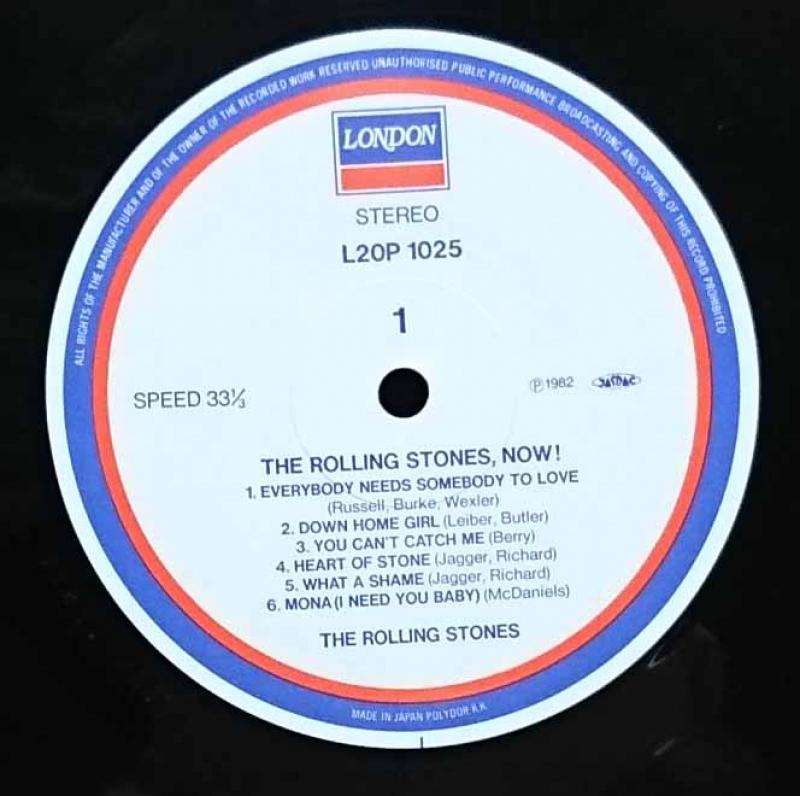 ALL RIGHTS OF THE MANUFACTURER AND OF THE OWNER OF THE RECORDED WORK RESERVED UNAUTHORISED PUBLIC PERFORMANCE BROADCASTING AND COPYING OF THIS RECORD PROHIBITED
LONDON
STEREO
L20P 1025
1
SPEED 33⅓
Ⓟ1982 JASRAC
THE ROLLING STONES, NOW!
1. EVERYBODY NEEDS SOMEBODY TO LOVE
(Russell, Burke, Wexler)
2. DOWN HOME GIRL (Leiber, Butler)
3. YOU CAN'T CATCH ME (Berry)
4. HEART OF STONE (Jagger, Richard)
5. WHAT A SHAME (Jagger, Richard)
6. MONA (I NEED YOU BABY) (McDaniels)
THE ROLLING STONES
MADE IN JAPAN POLYDOR K.K